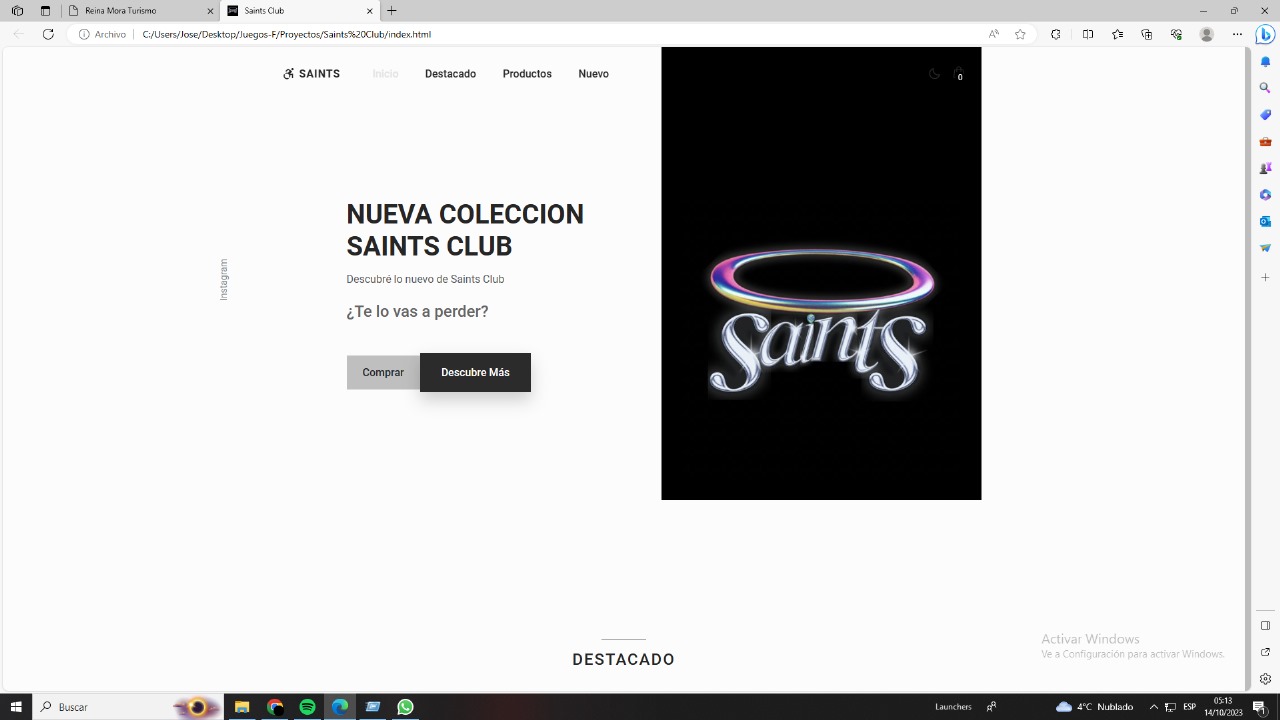 Reina Mora Turismo
Saints Club
Archivo
C:/Users/Jose/Desktop/Juegos-F/Proyectos/Saints%20Club/index.html
SAINTS
Inicio
Destacado
Productos
Nuevo
0
NUEVA COLECCION
SAINTS CLUB
Descubré lo nuevo de Saints Club
¿Te lo vas a perder?
Comprar
Descubre Más
Instagram
Saints
DESTACADO
Activar Windows
Ve a Configuración para activar Windows.
Buscar
Launchers
4°C Nublado
ESP
05:13
14/10/2023
1